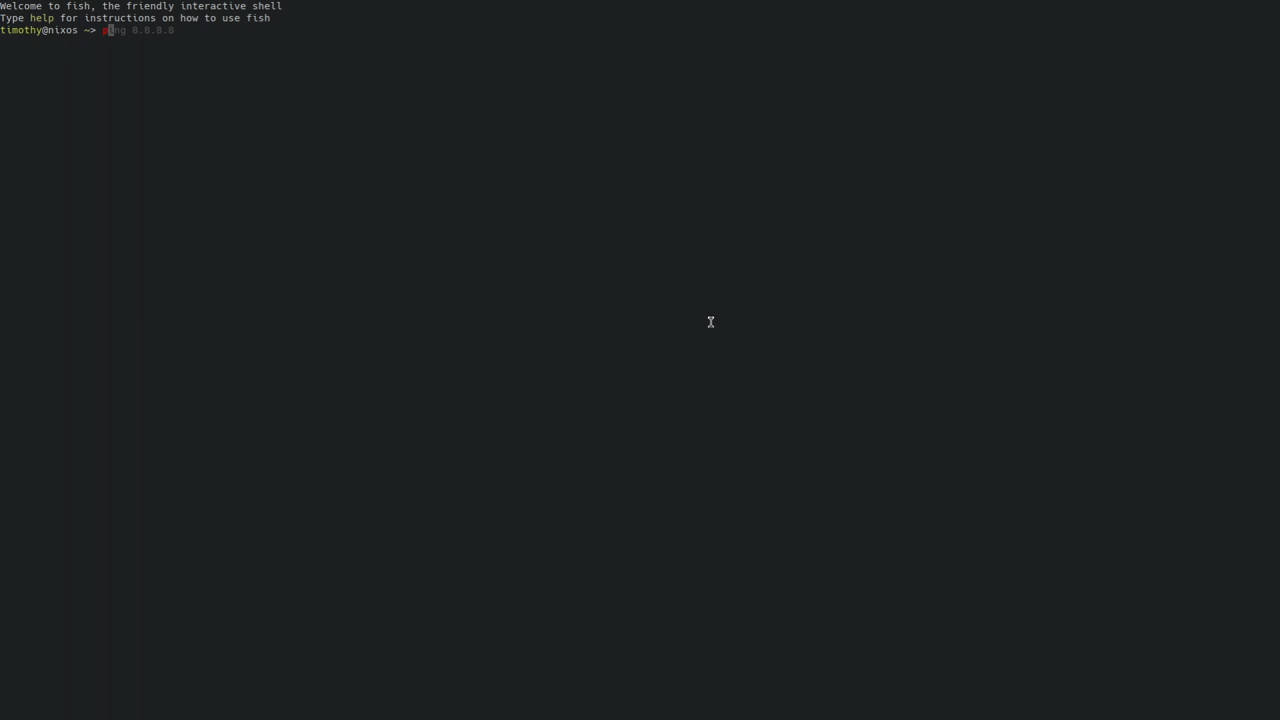 Welcome to fish, the friendly interactive shell
Type help for instructions on how to use fish
timothy@nixos ~> ping 8.8.8.8